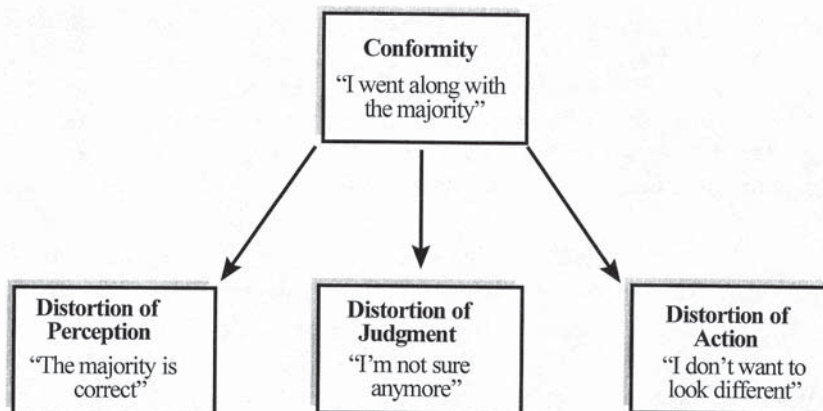 Conformity
“I went along with
the majority”
Distortion of
Perception
“The majority is
correct”
Distortion of
Judgment
“I’m not sure
anymore”
Distortion of
Action
“I don’t want to
look different”